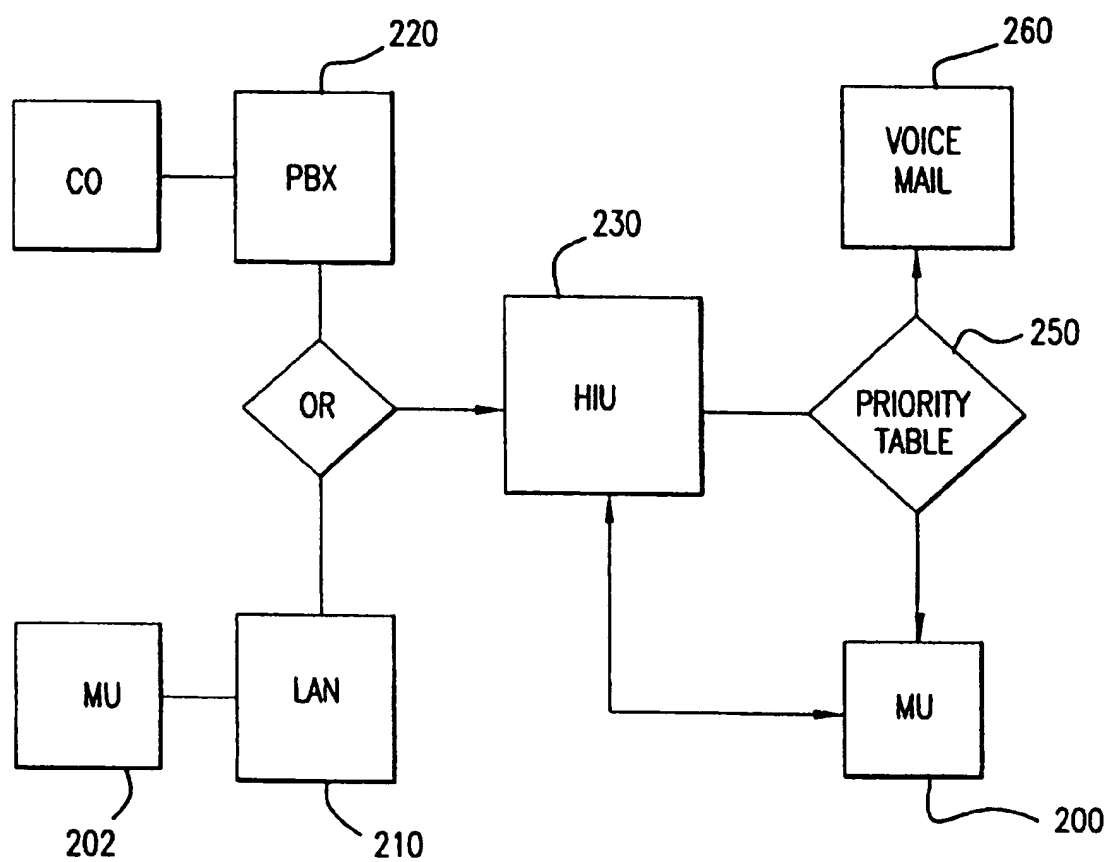 220
260
CO
PBX
VOICE
MAIL
230
250
OR
HIU
PRIORITY
TABLE
MU
LAN
MU
202
210
200